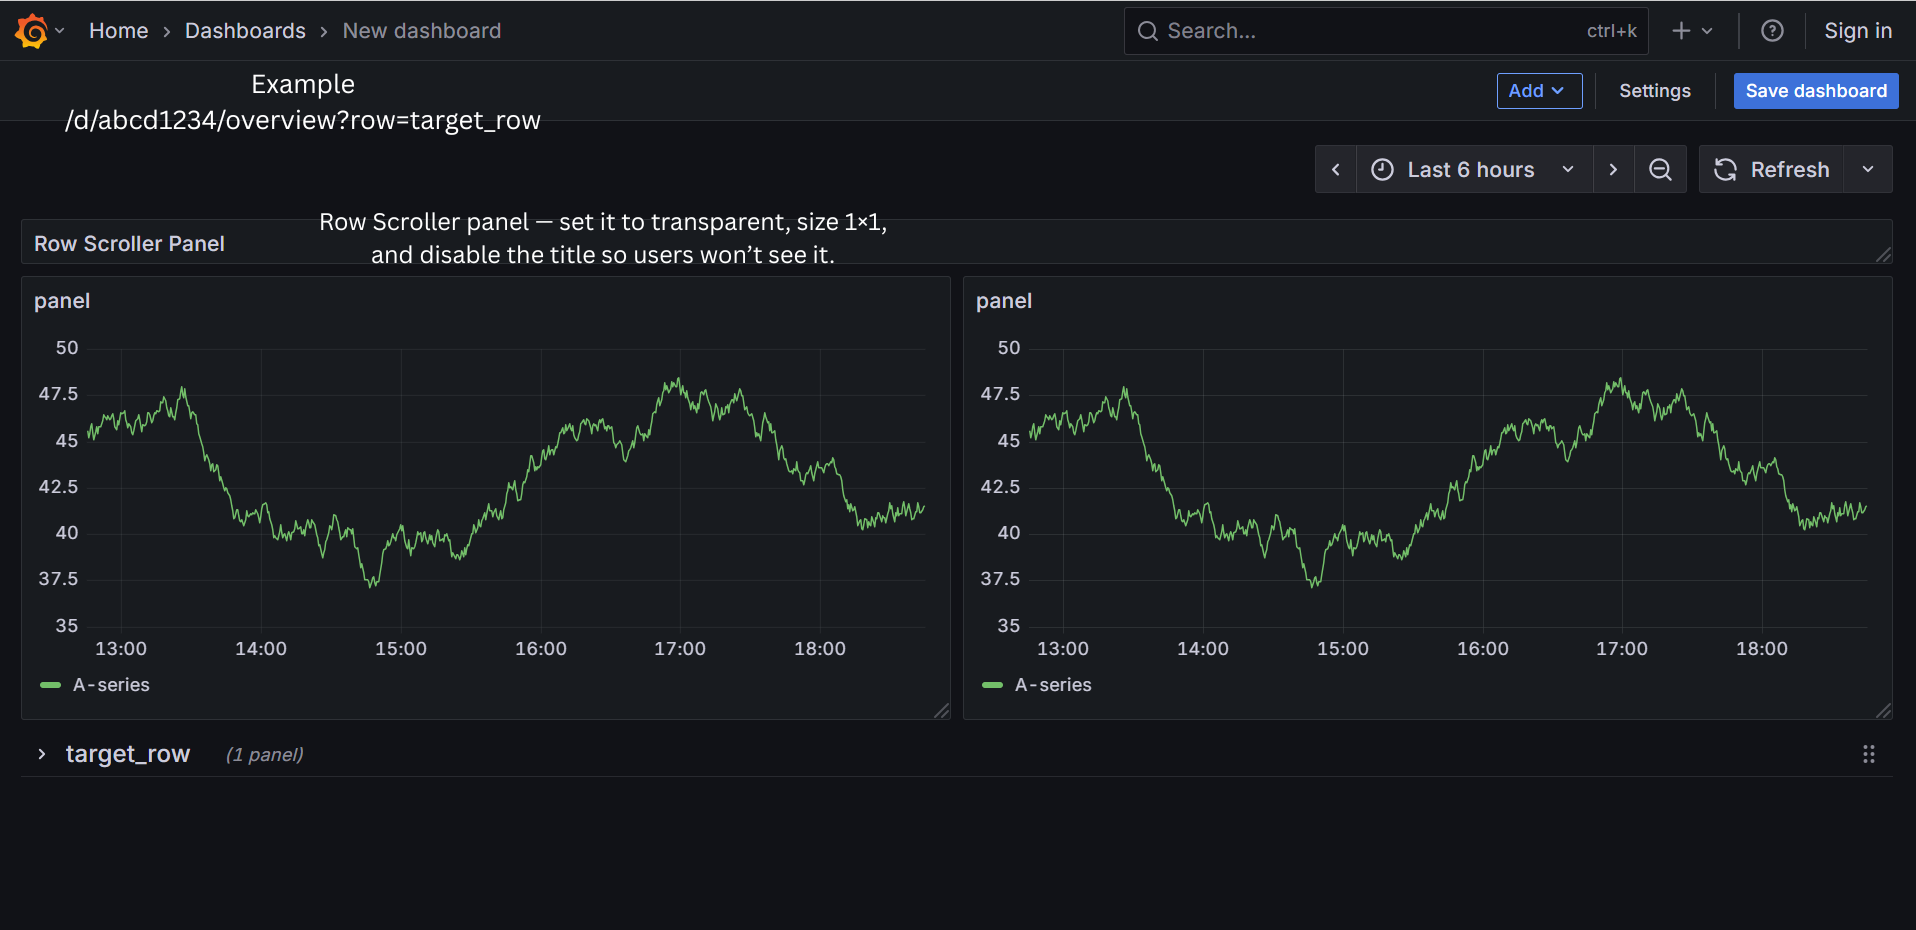 Home › Dashboards › New dashboard
Search... ctrl+k
Sign in
Example
/d/abcd1234/overview?row=target_row
Add
Settings
Save dashboard
Last 6 hours
Refresh
Row Scroller Panel
Row Scroller panel — set it to transparent, size 1×1,
and disable the title so users won’t see it.
panel
50
47.5
45
42.5
40
37.5
35
13:00 14:00 15:00 16:00 17:00 18:00
A-series
panel
50
47.5
45
42.5
40
37.5
35
13:00 14:00 15:00 16:00 17:00 18:00
A-series
target_row (1 panel)